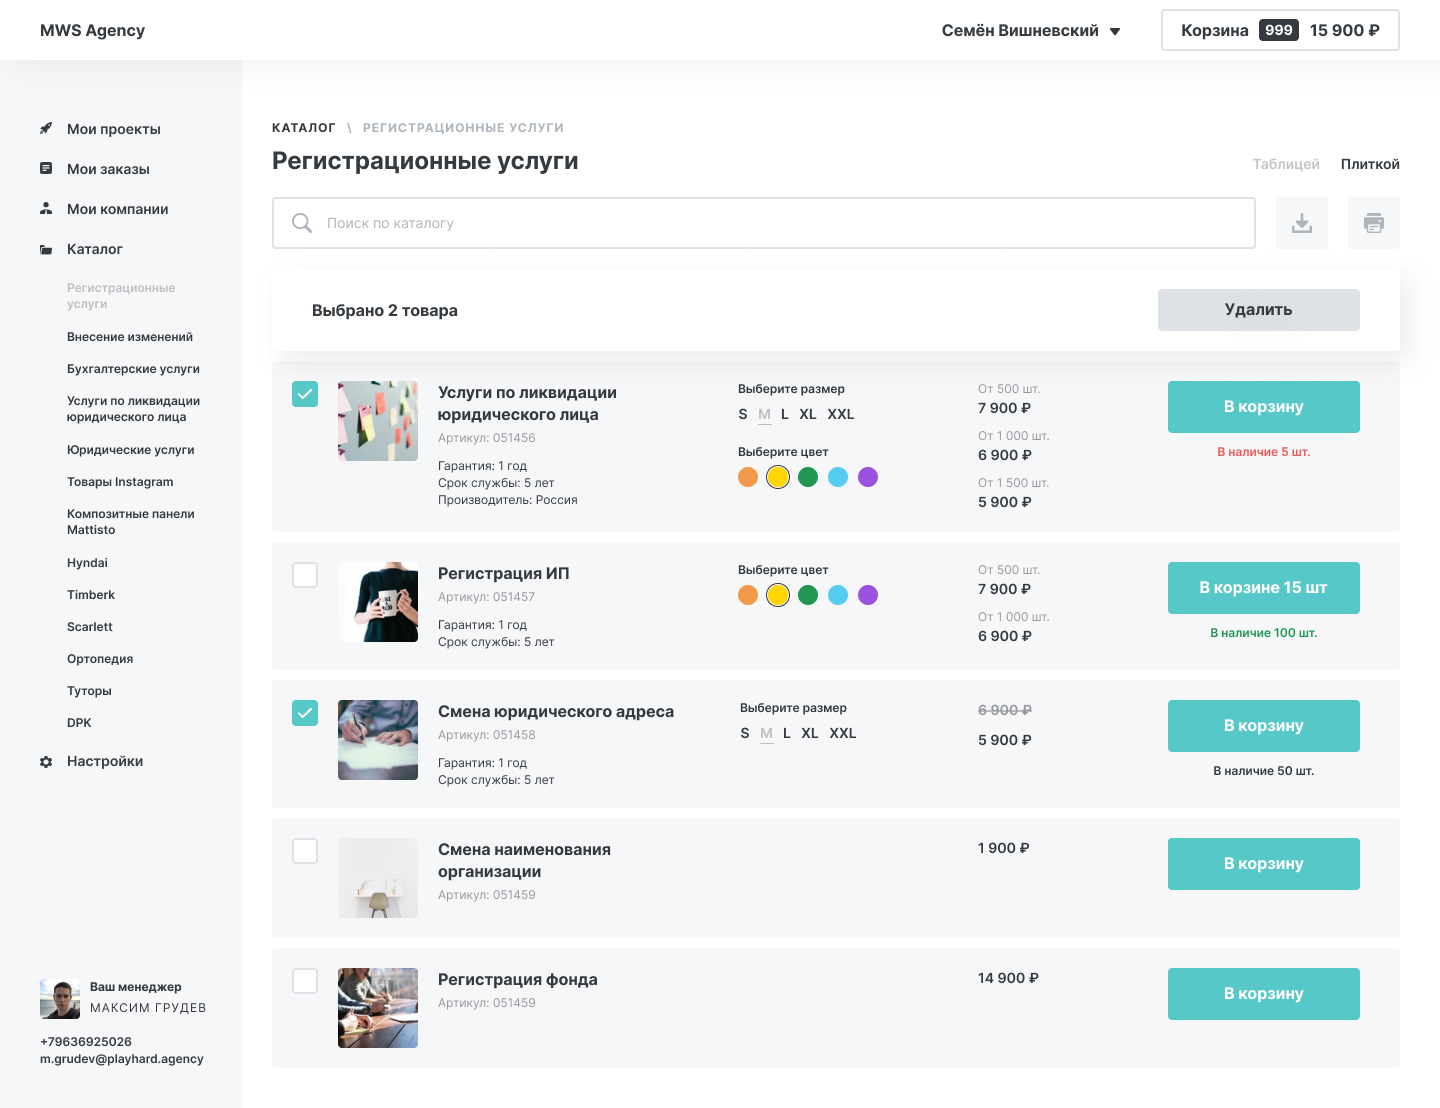 MWS Agency
Семён Вишневский
Корзина 999 15 900 ₽
Мои проекты
Мои заказы
Мои компании
Каталог
Регистрационные
услуги
Внесение изменений
Бухгалтерские услуги
Услуги по ликвидации
юридического лица
Юридические услуги
Товары Instagram
Композитные панели
Mattisto
Hyndai
Timberk
Scarlett
Ортопедия
Туторы
DPK
Настройки
Ваш менеджер
МАКСИМ ГРУДЕВ
+79636925026
m.grudev@playhard.agency
КАТАЛОГ \ РЕГИСТРАЦИОННЫЕ УСЛУГИ
Регистрационные услуги
Таблицей Плиткой
Поиск по каталогу
Выбрано 2 товара
Удалить
Услуги по ликвидации
юридического лица
Артикул: 051456
Гарантия: 1 год
Срок службы: 5 лет
Производитель: Россия
Выберите размер
S M L XL XXL
Выберите цвет
От 500 шт.
7 900 ₽
От 1 000 шт.
6 900 ₽
От 1 500 шт.
5 900 ₽
В корзину
В наличие 5 шт.
Регистрация ИП
Артикул: 051457
Гарантия: 1 год
Срок службы: 5 лет
Выберите цвет
От 500 шт.
7 900 ₽
От 1 000 шт.
6 900 ₽
В корзине 15 шт
В наличие 100 шт.
Смена юридического адреса
Артикул: 051458
Гарантия: 1 год
Срок службы: 5 лет
Выберите размер
S M L XL XXL
6 900 ₽
5 900 ₽
В корзину
В наличие 50 шт.
Смена наименования
организации
Артикул: 051459
1 900 ₽
В корзину
Регистрация фонда
Артикул: 051459
14 900 ₽
В корзину